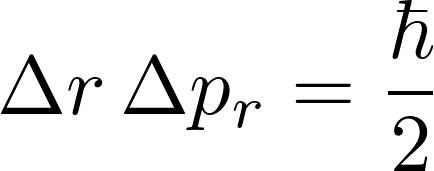 Δr Δp_r = ħ/2